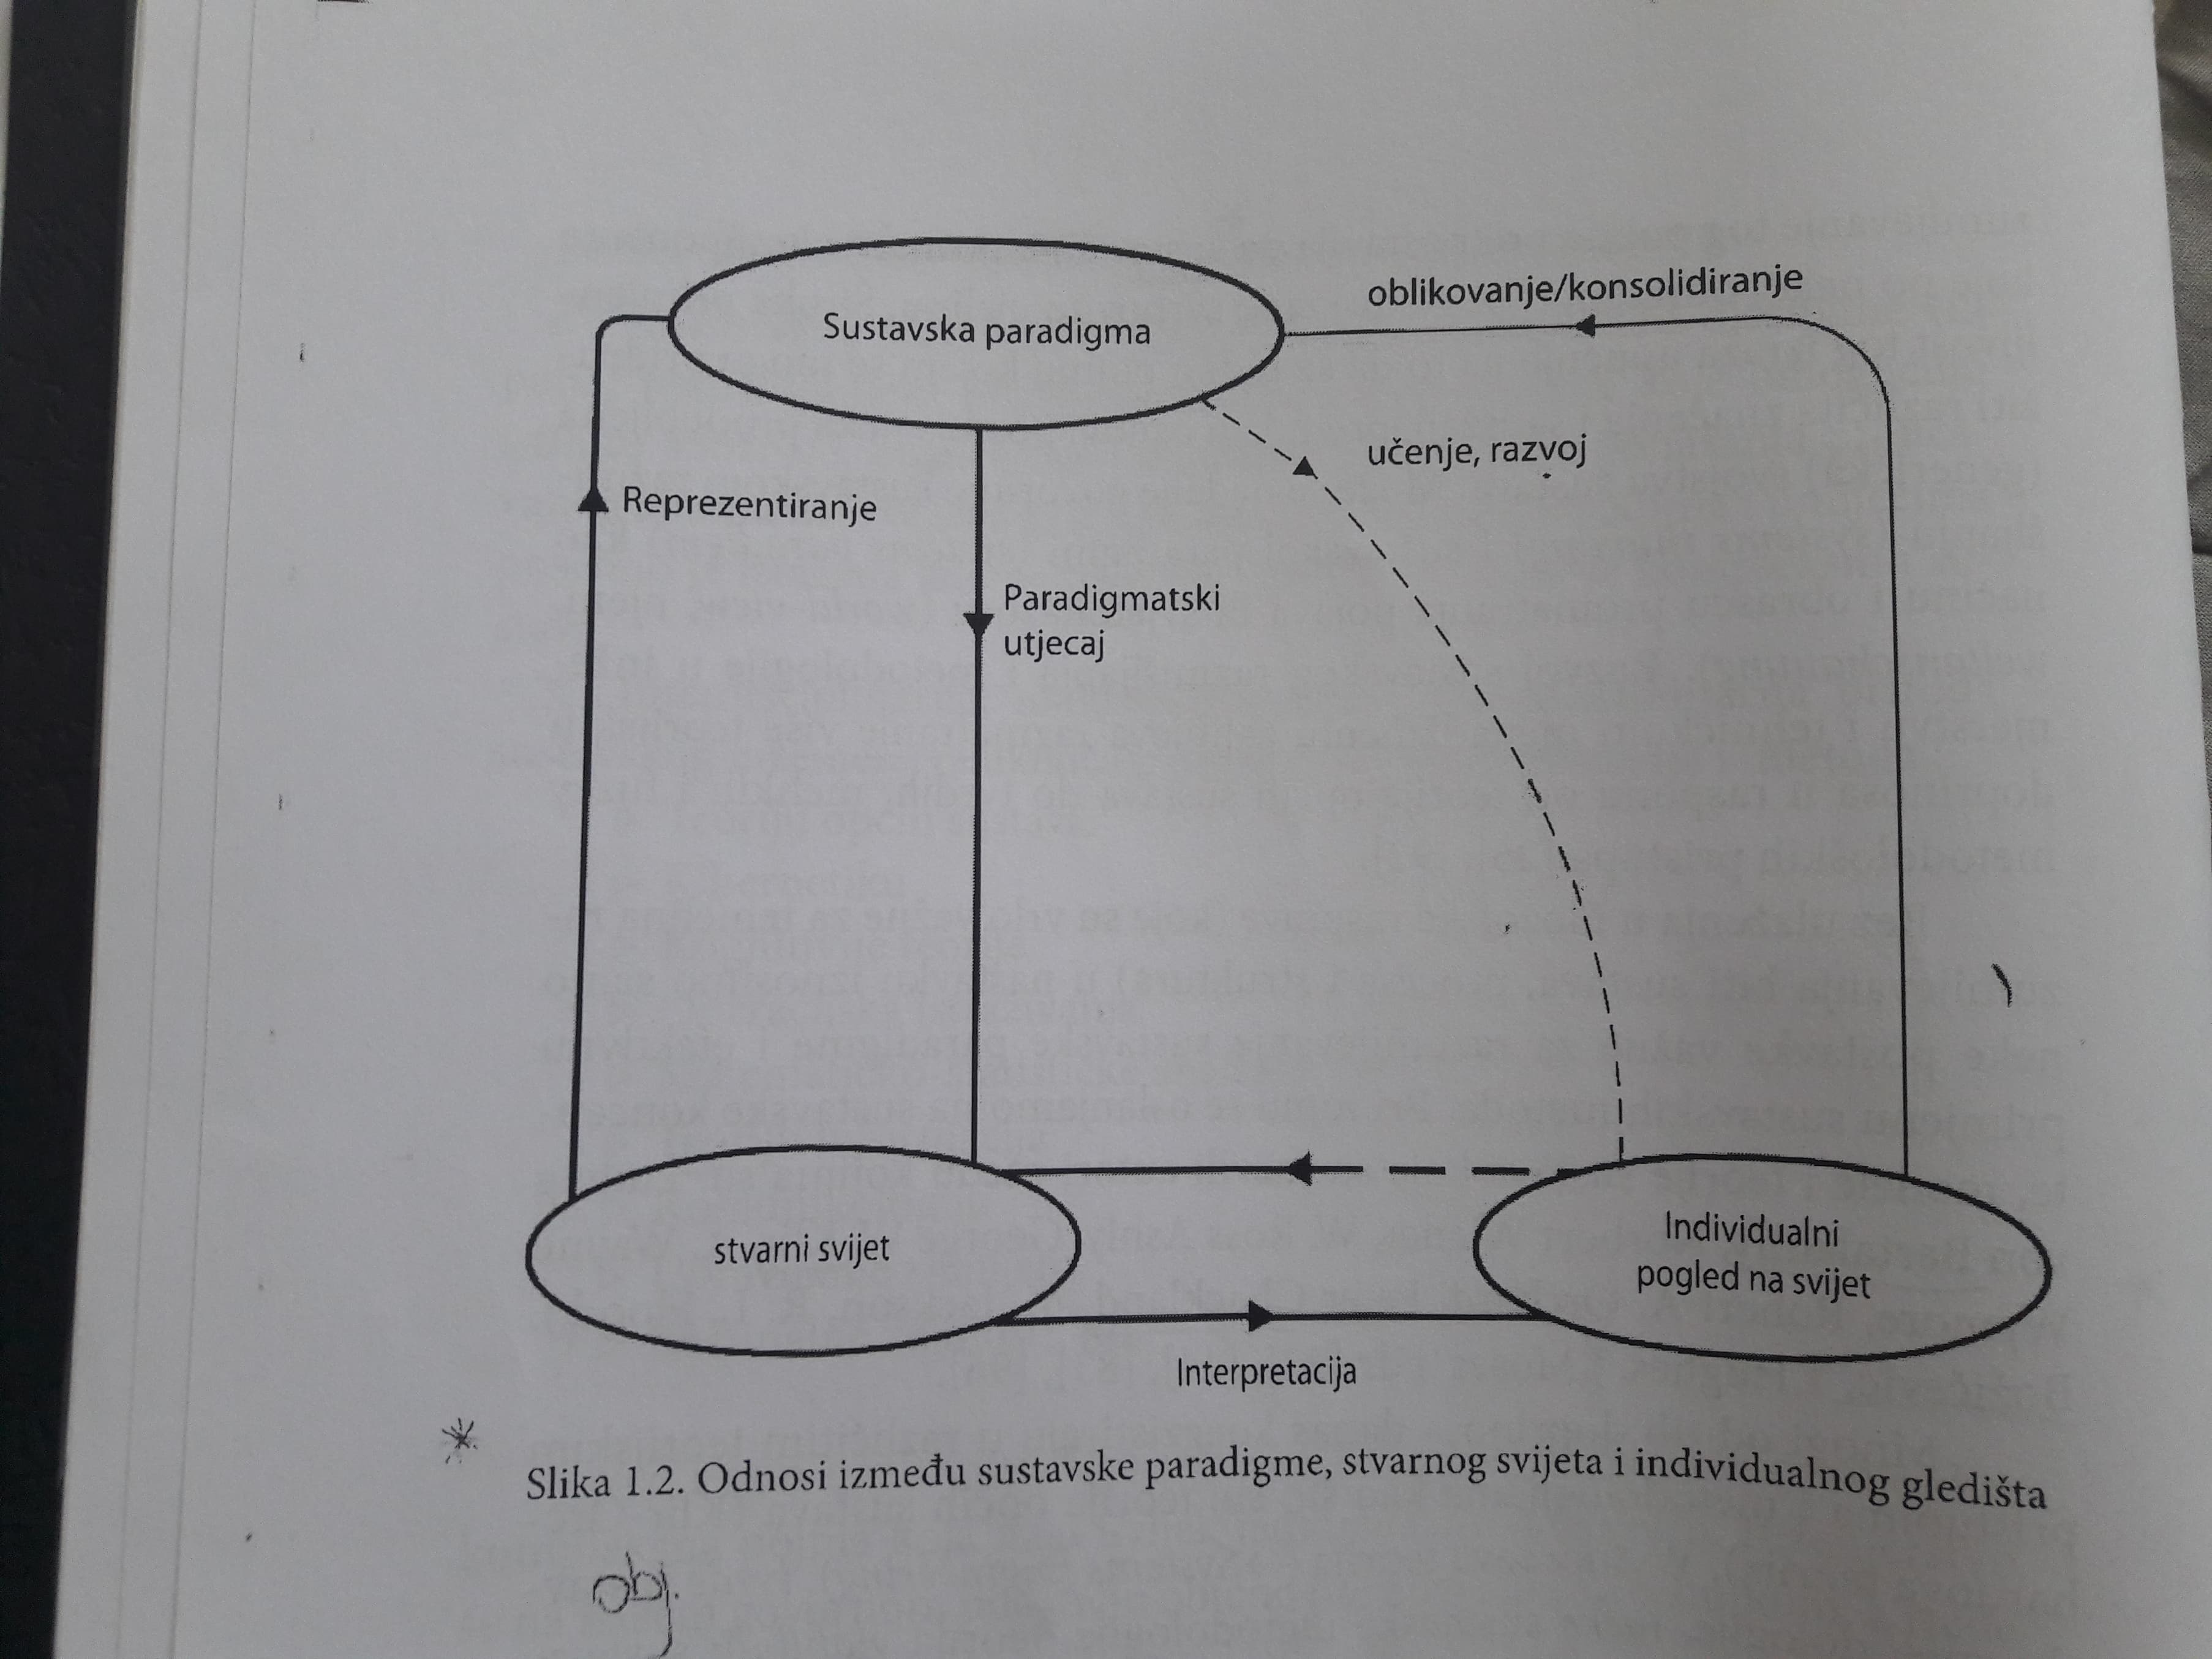 Sustavska paradigma
oblikovanje/konsolidiranje
učenje, razvoj
Reprezentiranje
Paradigmatski
utjecaj
stvarni svijet
Individualni
pogled na svijet
Interpretacija
Slika 1.2. Odnosi između sustavske paradigme, stvarnog svijeta i individualnog gledišta
obj.